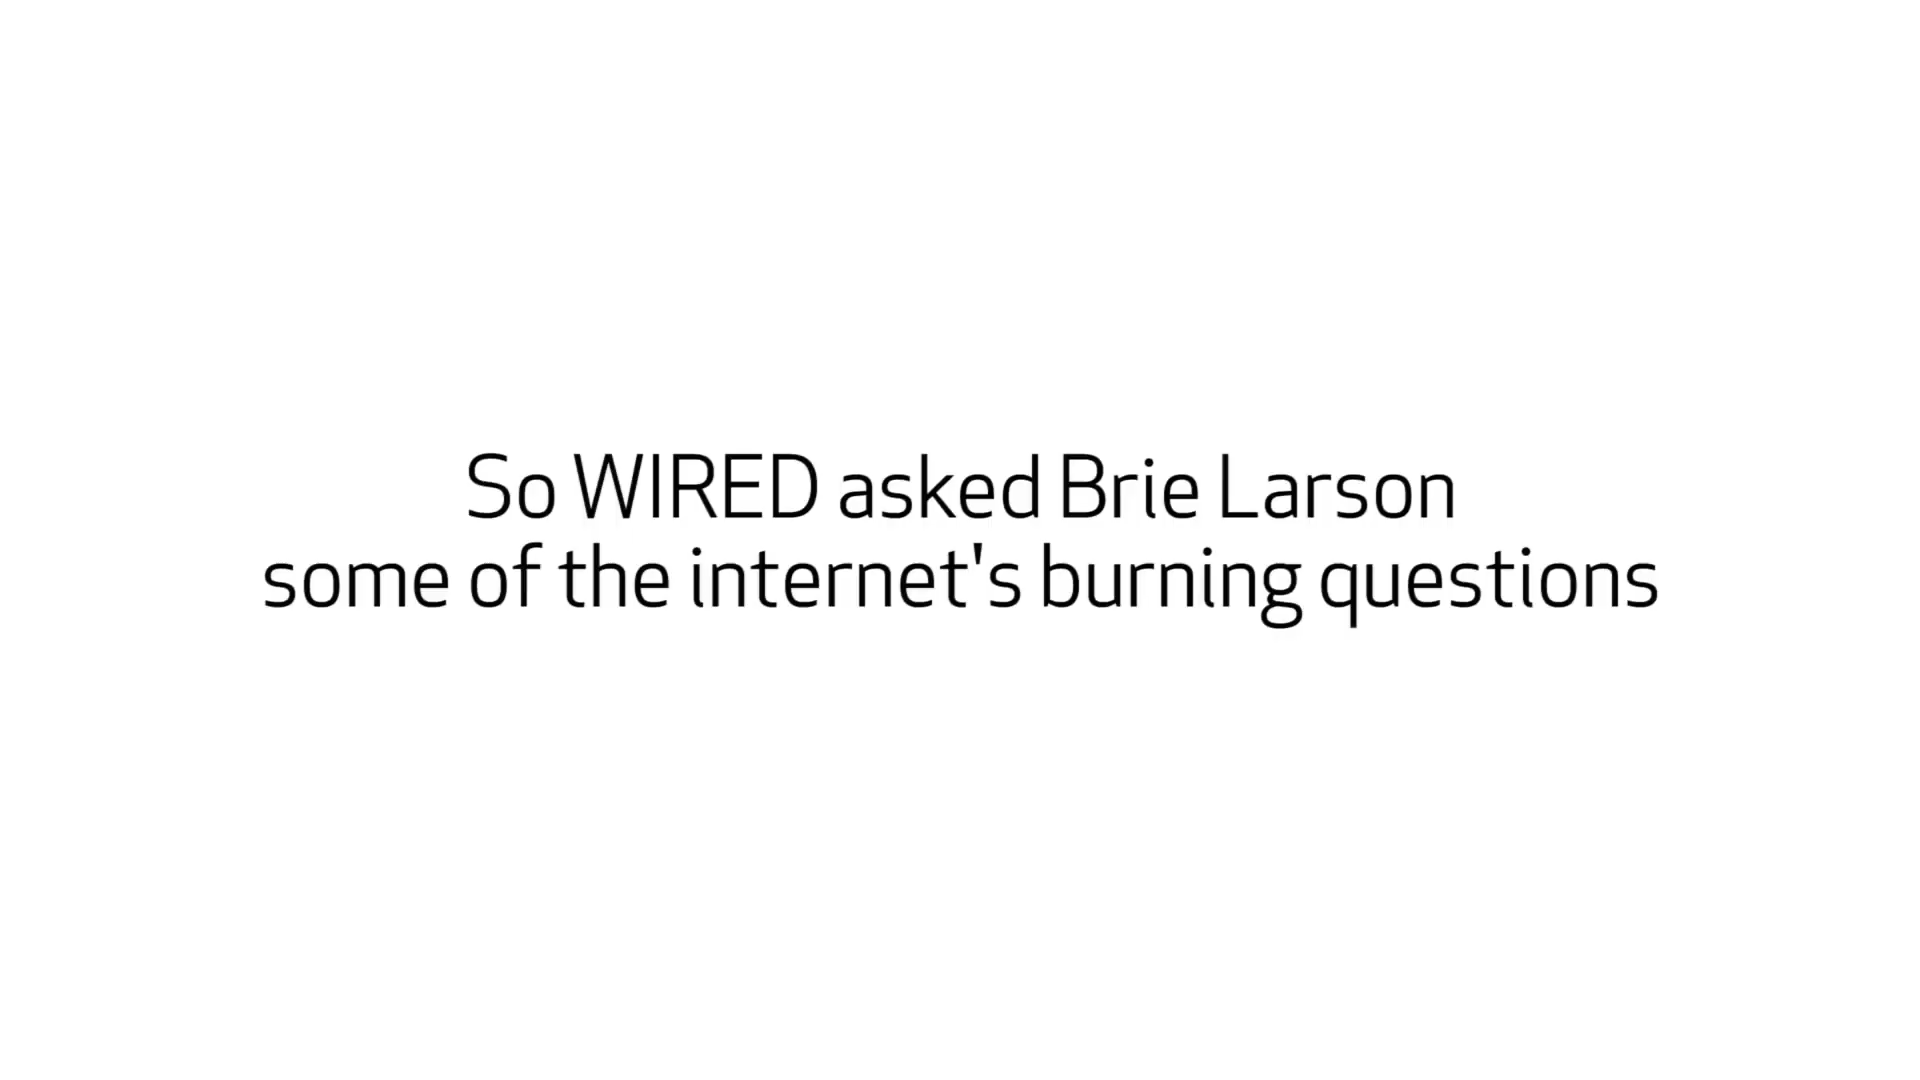 So WIRED asked Brie Larson
some of the internet's burning questions